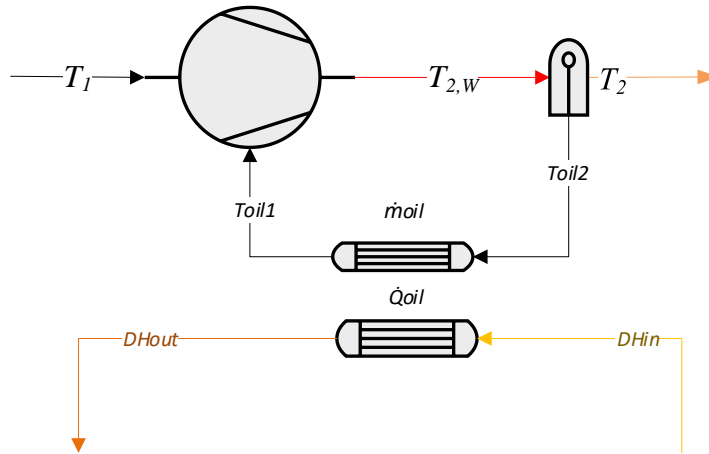 T1
T2,W
T2
Toil1
ṁoil
Toil2
Q̇oil
DHout
DHin